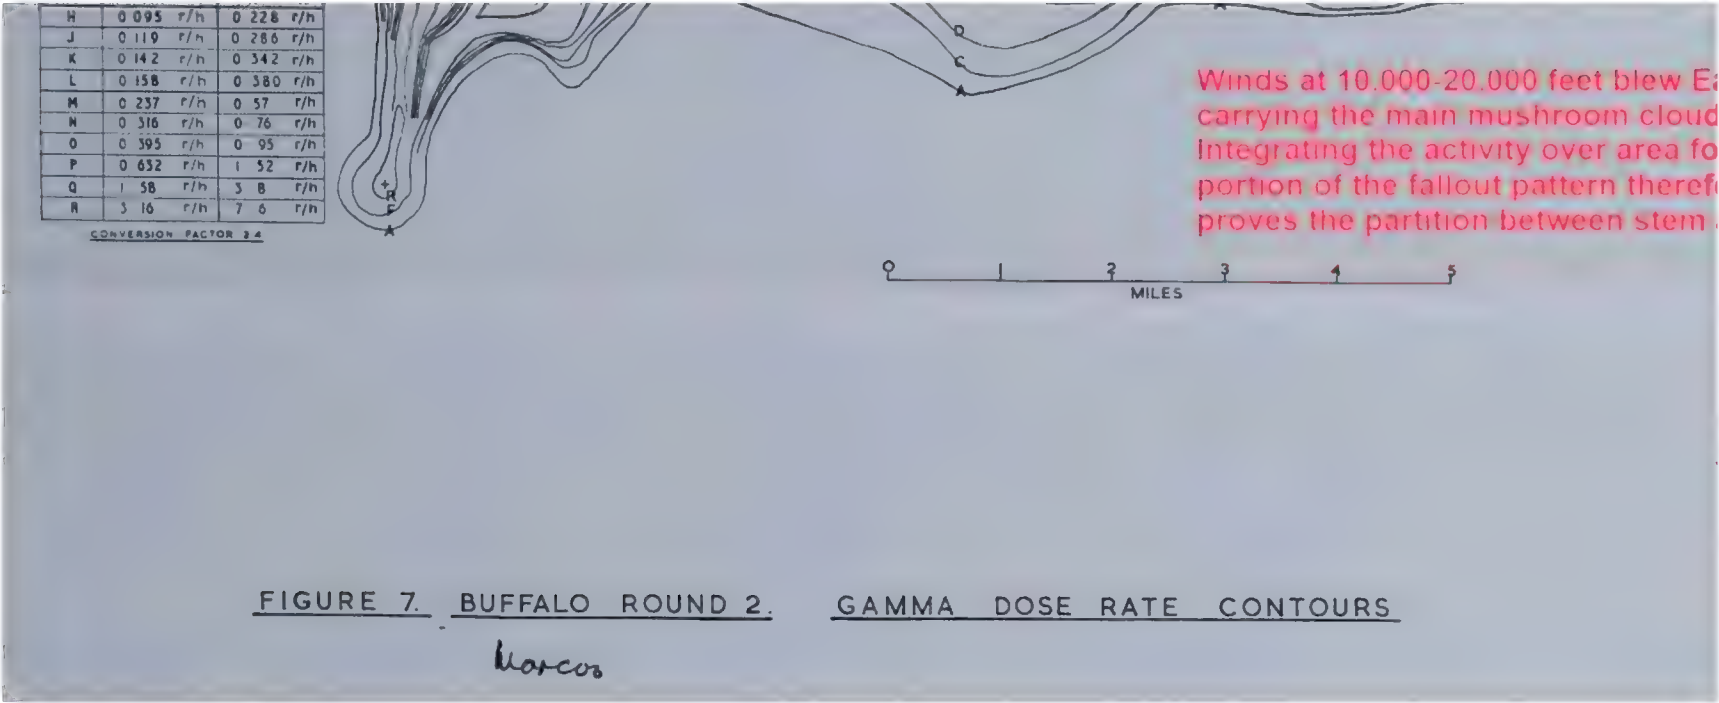 H 0 095 r/h 0 228 r/h
J 0 119 r/h 0 286 r/h
K 0 142 r/h 0 342 r/h
L 0 158 r/h 0 380 r/h
M 0 237 r/h 0 57 r/h
N 0 316 r/h 0 76 r/h
O 0 395 r/h 0 95 r/h
P 0 632 r/h 1 52 r/h
Q 1 58 r/h 3 8 r/h
R 3 16 r/h 7 6 r/h
CONVERSION FACTOR 2.4
R
F
A
D
C
A
Winds at 10.000-20.000 feet blew Ea
carrying the main mushroom cloud
Integrating the activity over area fo
portion of the fallout pattern theref
proves the partition between stem
0 1 2 3 4 5
MILES
FIGURE 7. BUFFALO ROUND 2. GAMMA DOSE RATE CONTOURS
Marcos